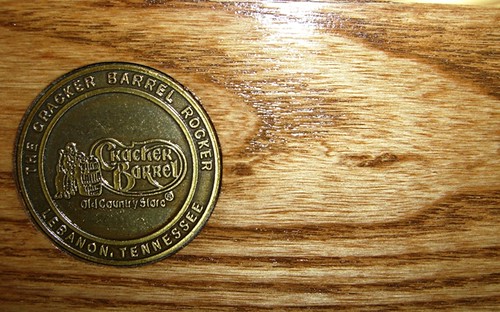 THE CRACKER BARREL ROCKER
Cracker
Barrel
Old Country Store
®
LEBANON, TENNESSEE